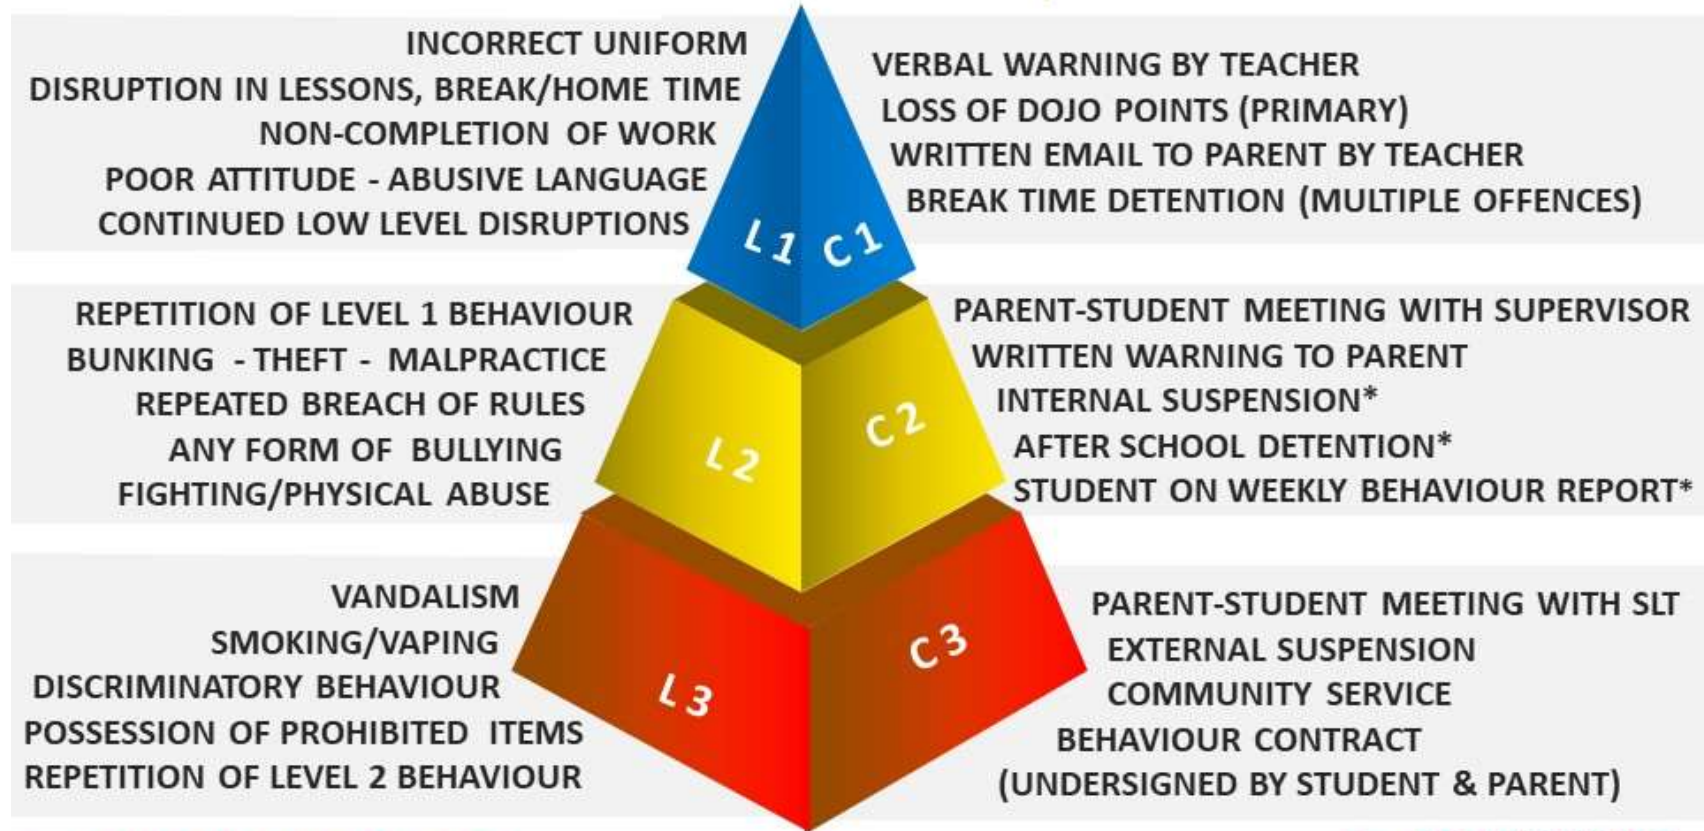 INCORRECT UNIFORM
DISRUPTION IN LESSONS, BREAK/HOME TIME
NON-COMPLETION OF WORK
POOR ATTITUDE - ABUSIVE LANGUAGE
CONTINUED LOW LEVEL DISRUPTIONS
L1 C1
VERBAL WARNING BY TEACHER
LOSS OF DOJO POINTS (PRIMARY)
WRITTEN EMAIL TO PARENT BY TEACHER
BREAK TIME DETENTION (MULTIPLE OFFENCES)
REPETITION OF LEVEL 1 BEHAVIOUR
BUNKING - THEFT - MALPRACTICE
REPEATED BREACH OF RULES
ANY FORM OF BULLYING
FIGHTING/PHYSICAL ABUSE
L2 C2
PARENT-STUDENT MEETING WITH SUPERVISOR
WRITTEN WARNING TO PARENT
INTERNAL SUSPENSION*
AFTER SCHOOL DETENTION*
STUDENT ON WEEKLY BEHAVIOUR REPORT*
VANDALISM
SMOKING/VAPING
DISCRIMINATORY BEHAVIOUR
POSSESSION OF PROHIBITED ITEMS
REPETITION OF LEVEL 2 BEHAVIOUR
L3 C3
PARENT-STUDENT MEETING WITH SLT
EXTERNAL SUSPENSION
COMMUNITY SERVICE
BEHAVIOUR CONTRACT
(UNDERSIGNED BY STUDENT & PARENT)